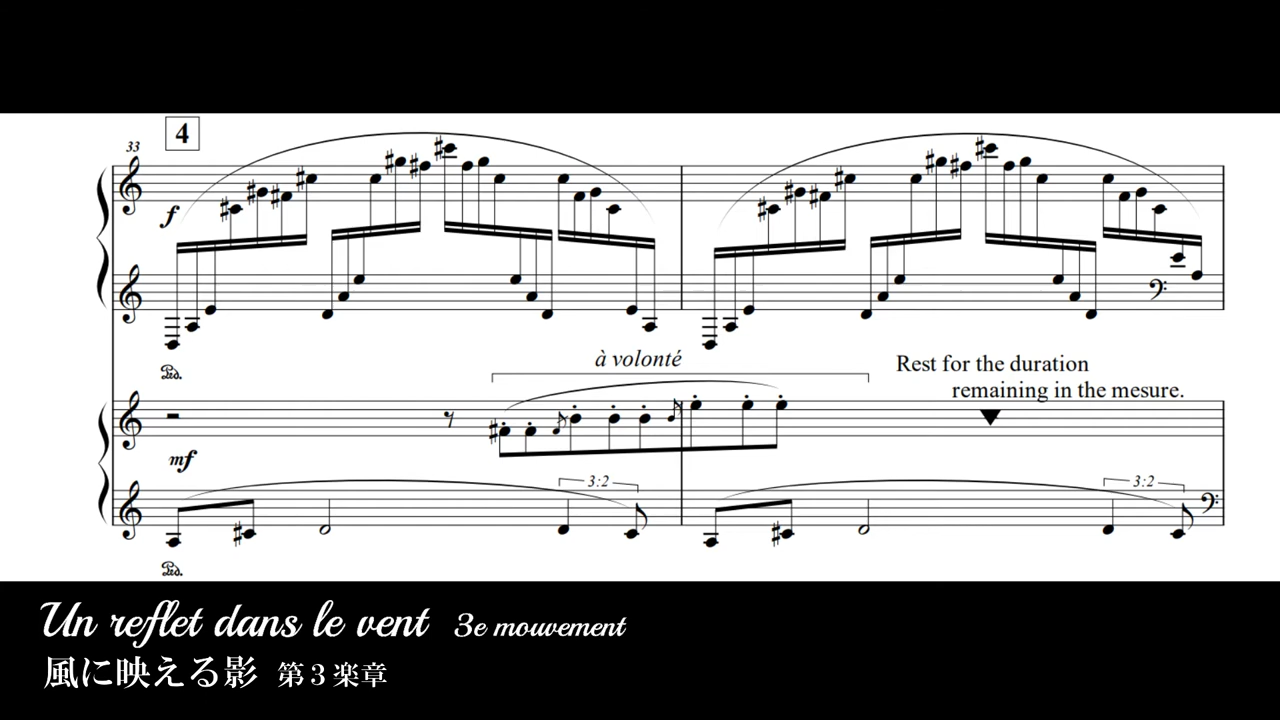 4
33
f
à volonté
Rest for the duration
remaining in the mesure.
Ped.
mf
3:2
3:2
Ped.
Un reflet dans le vent 3e mouvement
風に映える影 第３楽章